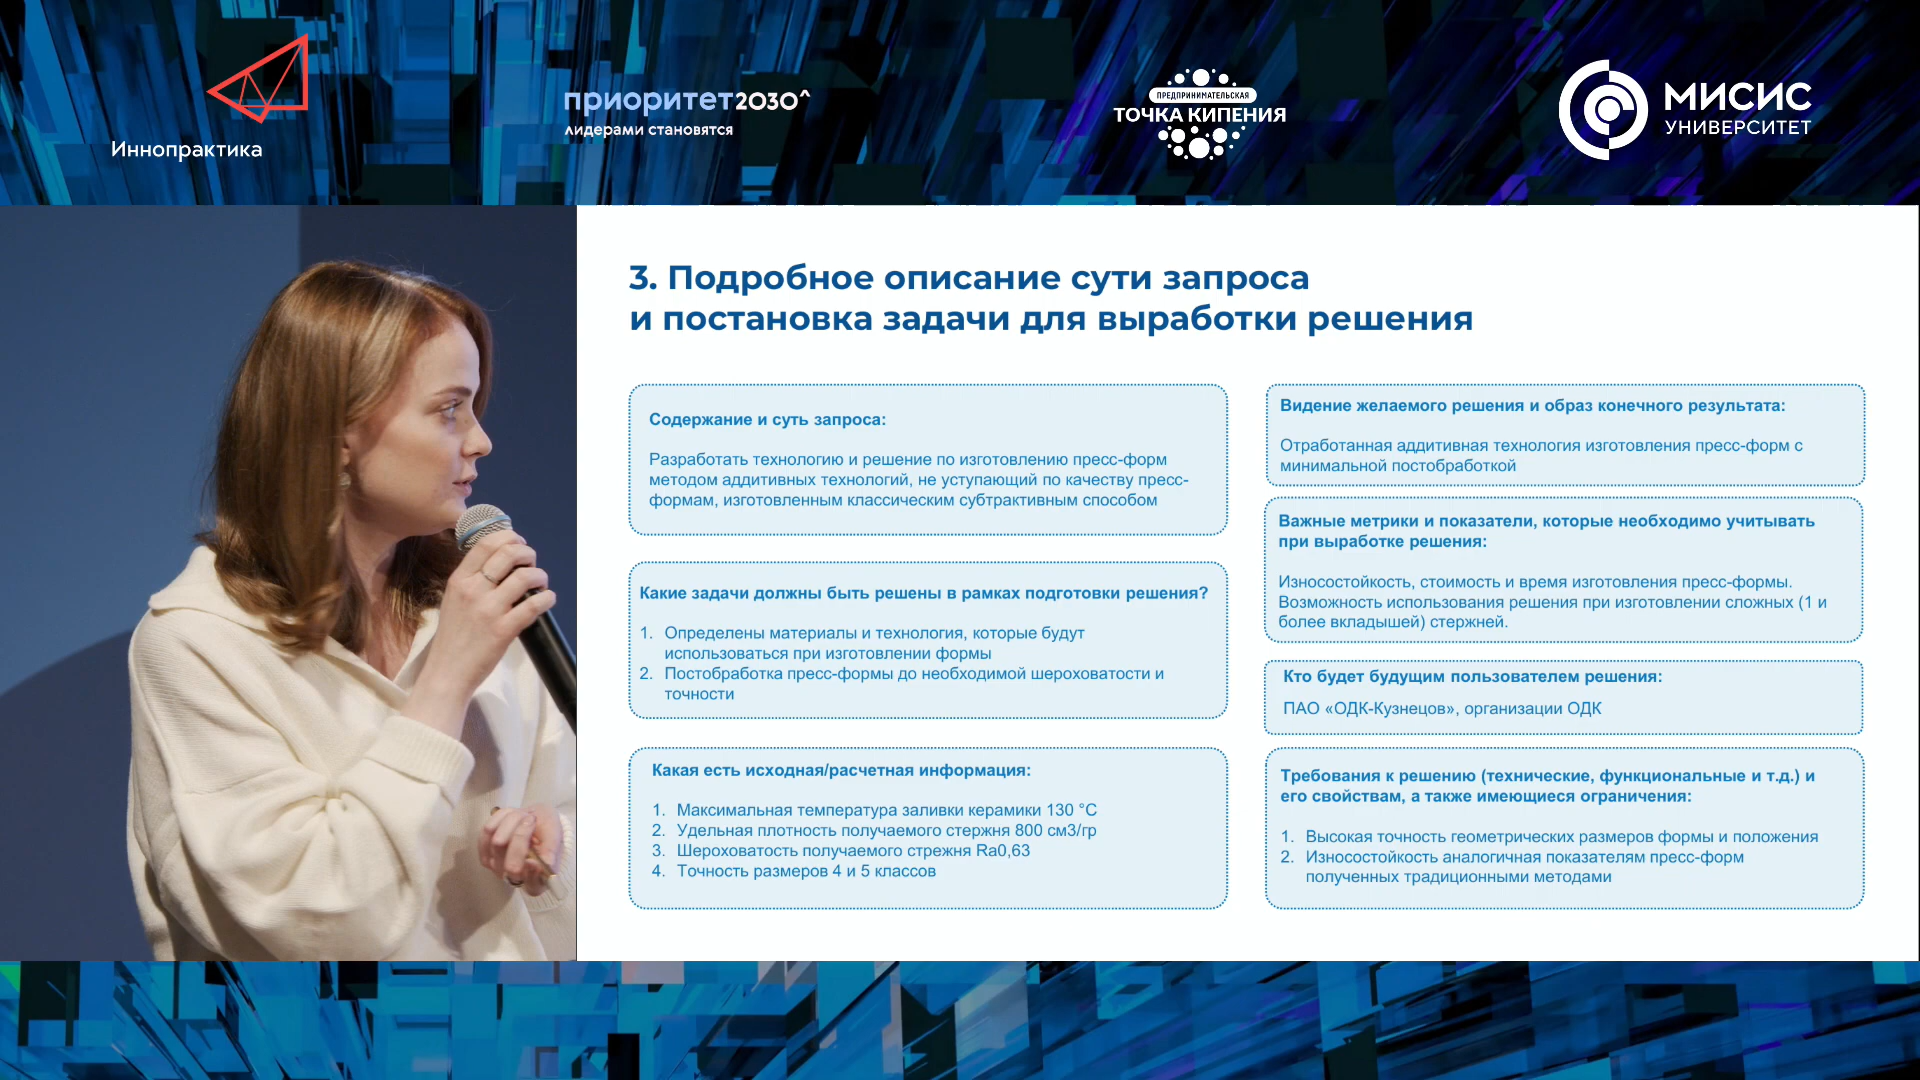 Иннопрактика
приоритет2030^
лидерами становятся
ПРЕДПРИНИМАТЕЛЬСКАЯ
ТОЧКА КИПЕНИЯ
МИСИС
УНИВЕРСИТЕТ
3. Подробное описание сути запроса
и постановка задачи для выработки решения
Содержание и суть запроса:
Разработать технологию и решение по изготовлению пресс-форм
методом аддитивных технологий, не уступающий по качеству пресс-
формам, изготовленным классическим субтрактивным способом
Какие задачи должны быть решены в рамках подготовки решения?
1. Определены материалы и технология, которые будут
использоваться при изготовлении формы
2. Постобработка пресс-формы до необходимой шероховатости и
точности
Какая есть исходная/расчетная информация:
1. Максимальная температура заливки керамики 130 °C
2. Удельная плотность получаемого стержня 800 см3/гр
3. Шероховатость получаемого стрежня Ra0,63
4. Точность размеров 4 и 5 классов
Видение желаемого решения и образ конечного результата:
Отработанная аддитивная технология изготовления пресс-форм с
минимальной постобработкой
Важные метрики и показатели, которые необходимо учитывать
при выработке решения:
Износостойкость, стоимость и время изготовления пресс-формы.
Возможность использования решения при изготовлении сложных (1 и
более вкладышей) стержней.
Кто будет будущим пользователем решения:
ПАО «ОДК-Кузнецов», организации ОДК
Требования к решению (технические, функциональные и т.д.) и
его свойствам, а также имеющиеся ограничения:
1. Высокая точность геометрических размеров формы и положения
2. Износостойкость аналогичная показателям пресс-форм
полученных традиционными методами